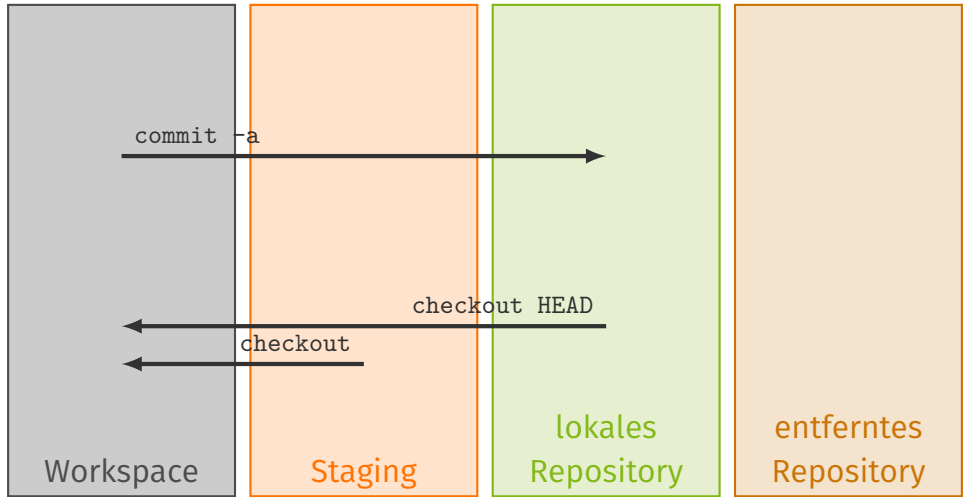 commit -a
checkout HEAD
checkout
Workspace
Staging
lokales
Repository
entferntes
Repository